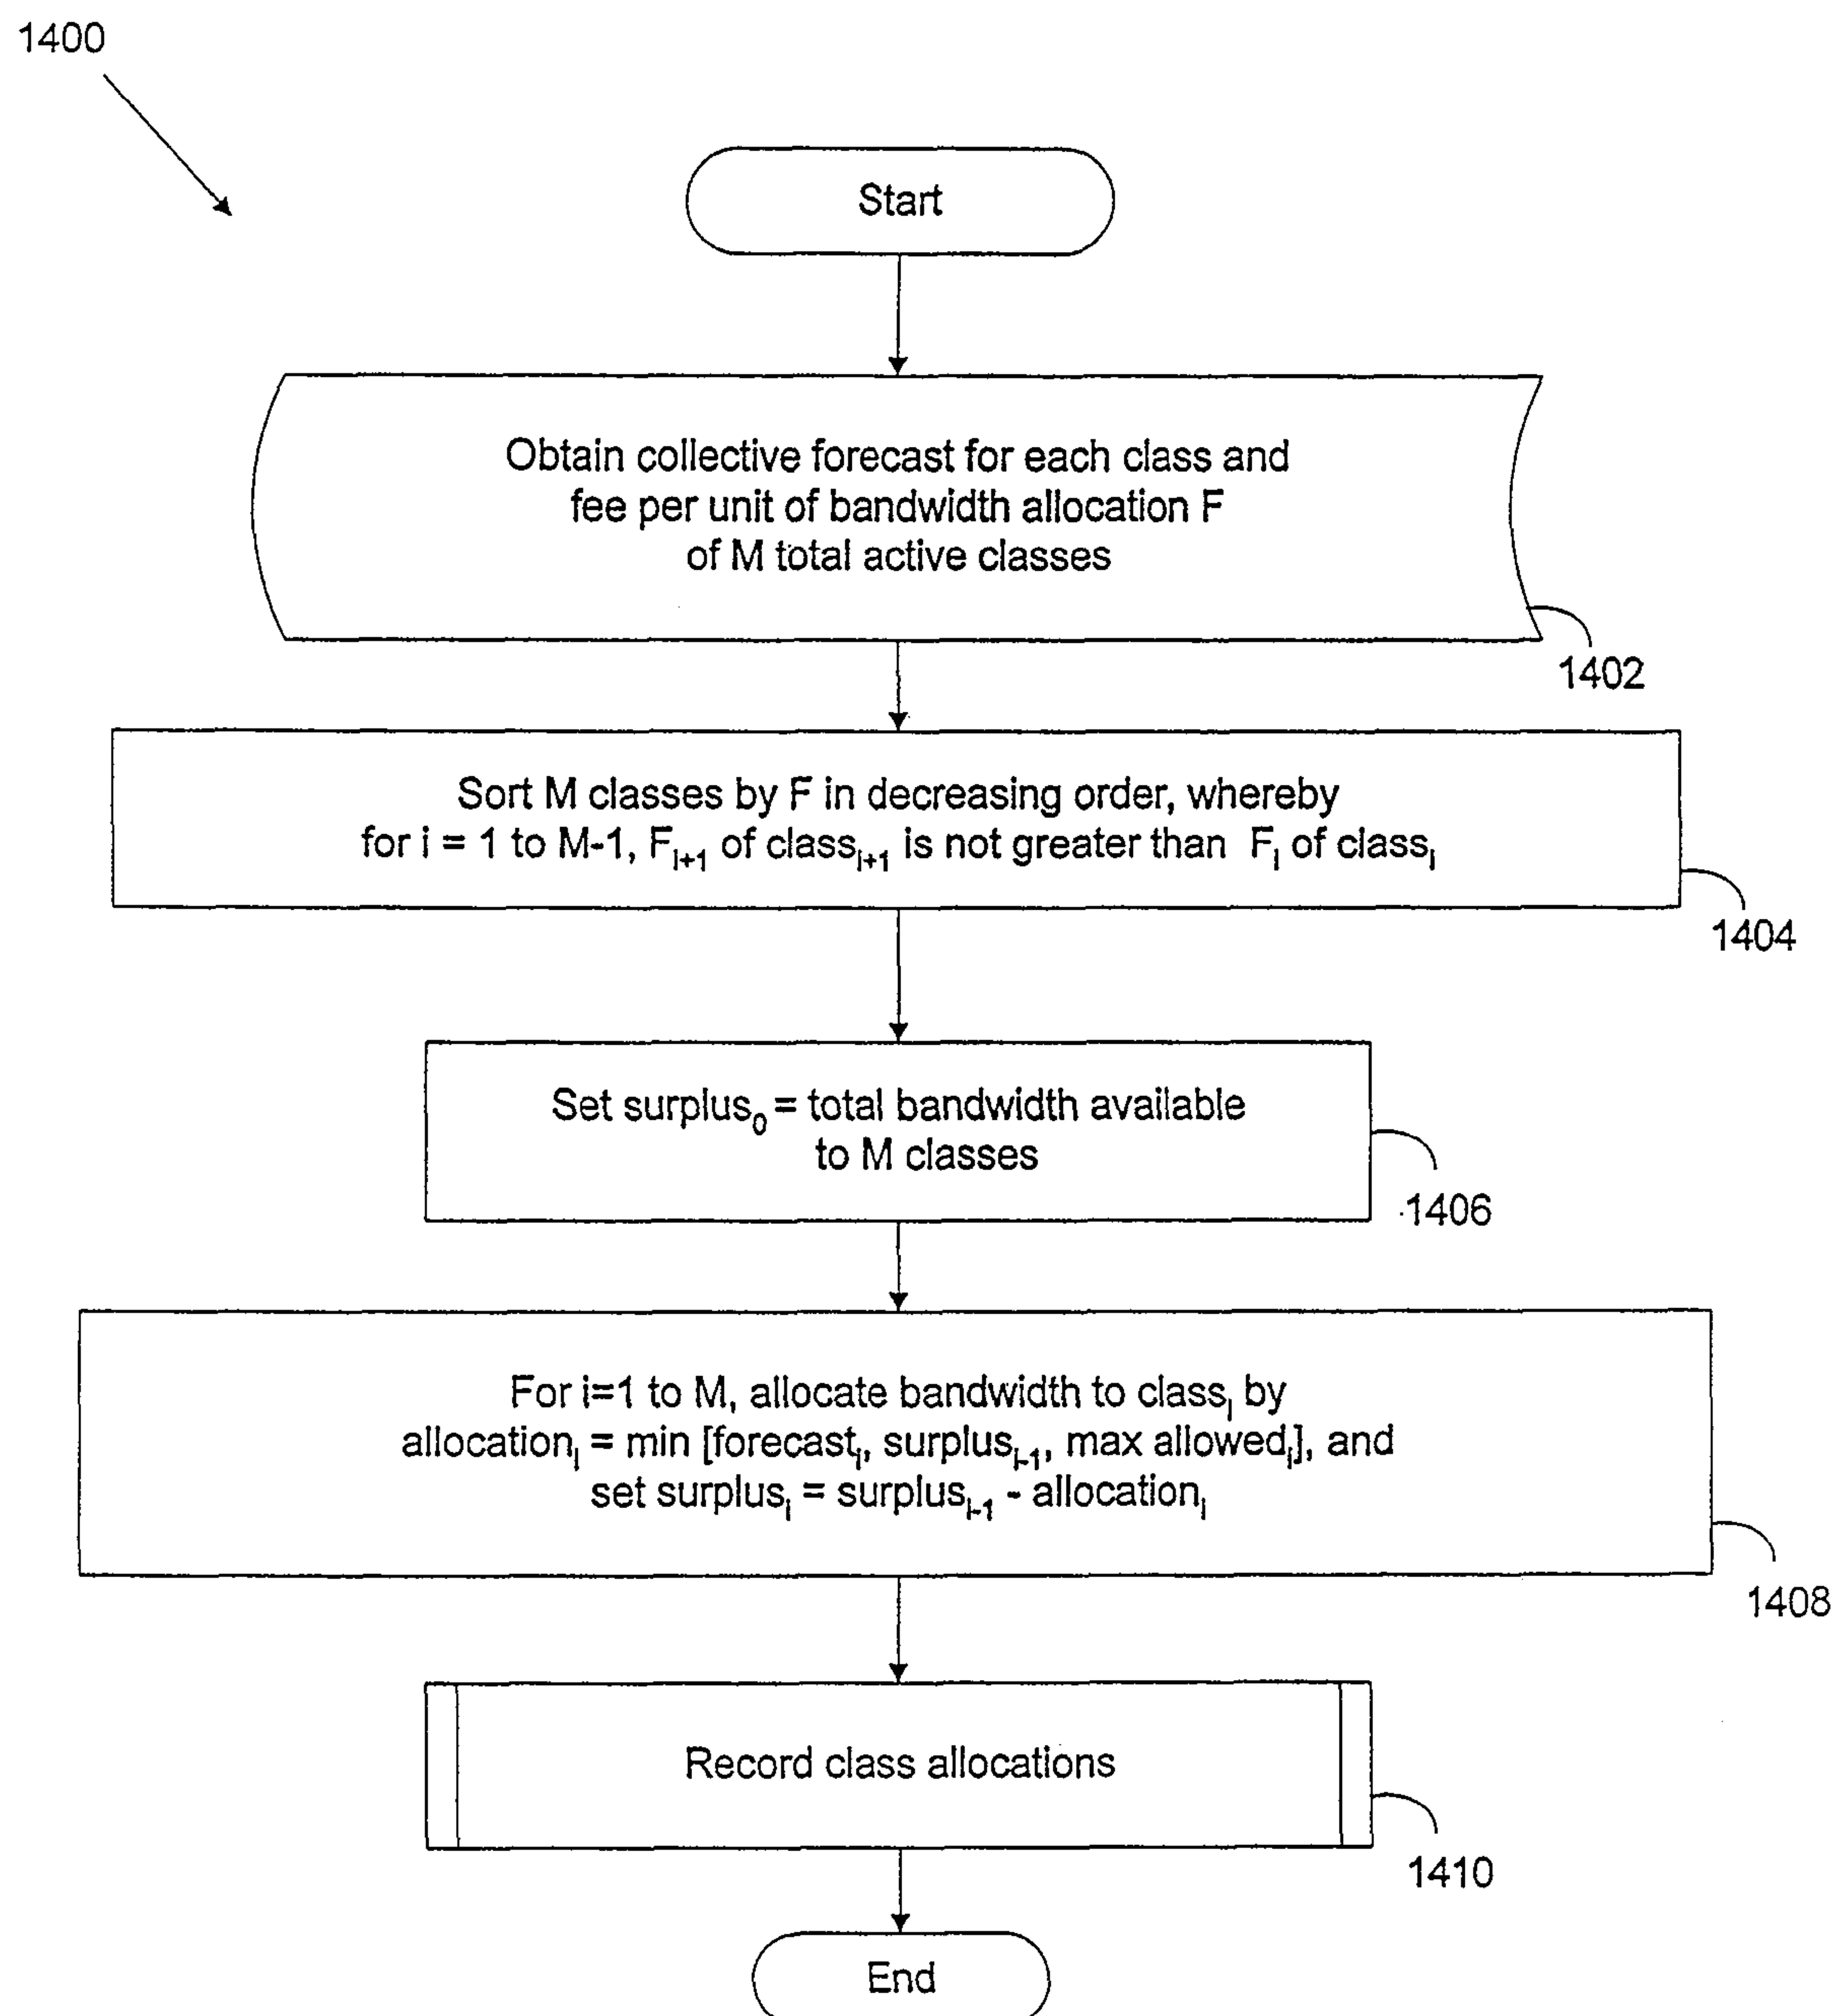 1400
Start
Obtain collective forecast for each class and
fee per unit of bandwidth allocation F
of M total active classes
1402
Sort M classes by F in decreasing order, whereby
for i = 1 to M-1, Fᵢ₊₁ of classᵢ₊₁ is not greater than Fᵢ of classᵢ
1404
Set surplus₀ = total bandwidth available
to M classes
1406
For i=1 to M, allocate bandwidth to classᵢ by
allocationᵢ = min [forecastᵢ, surplusᵢ₋₁, max allowedᵢ], and
set surplusᵢ = surplusᵢ₋₁ - allocationᵢ
1408
Record class allocations
1410
End